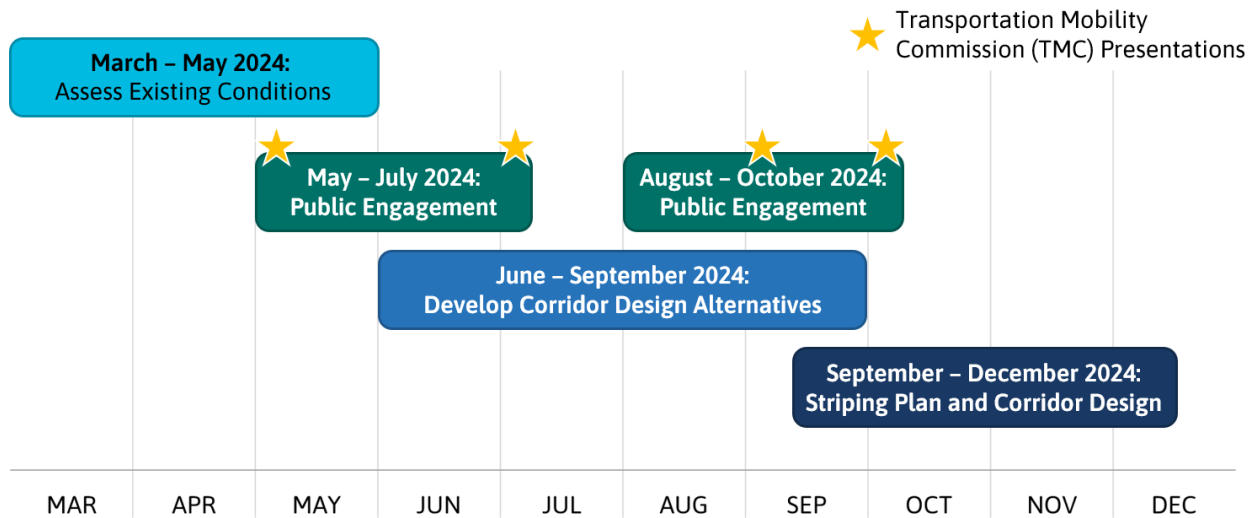 Transportation Mobility
Commission (TMC) Presentations
March – May 2024:
Assess Existing Conditions
May – July 2024:
Public Engagement
August – October 2024:
Public Engagement
June – September 2024:
Develop Corridor Design Alternatives
September – December 2024:
Striping Plan and Corridor Design
MAR APR MAY JUN JUL AUG SEP OCT NOV DEC